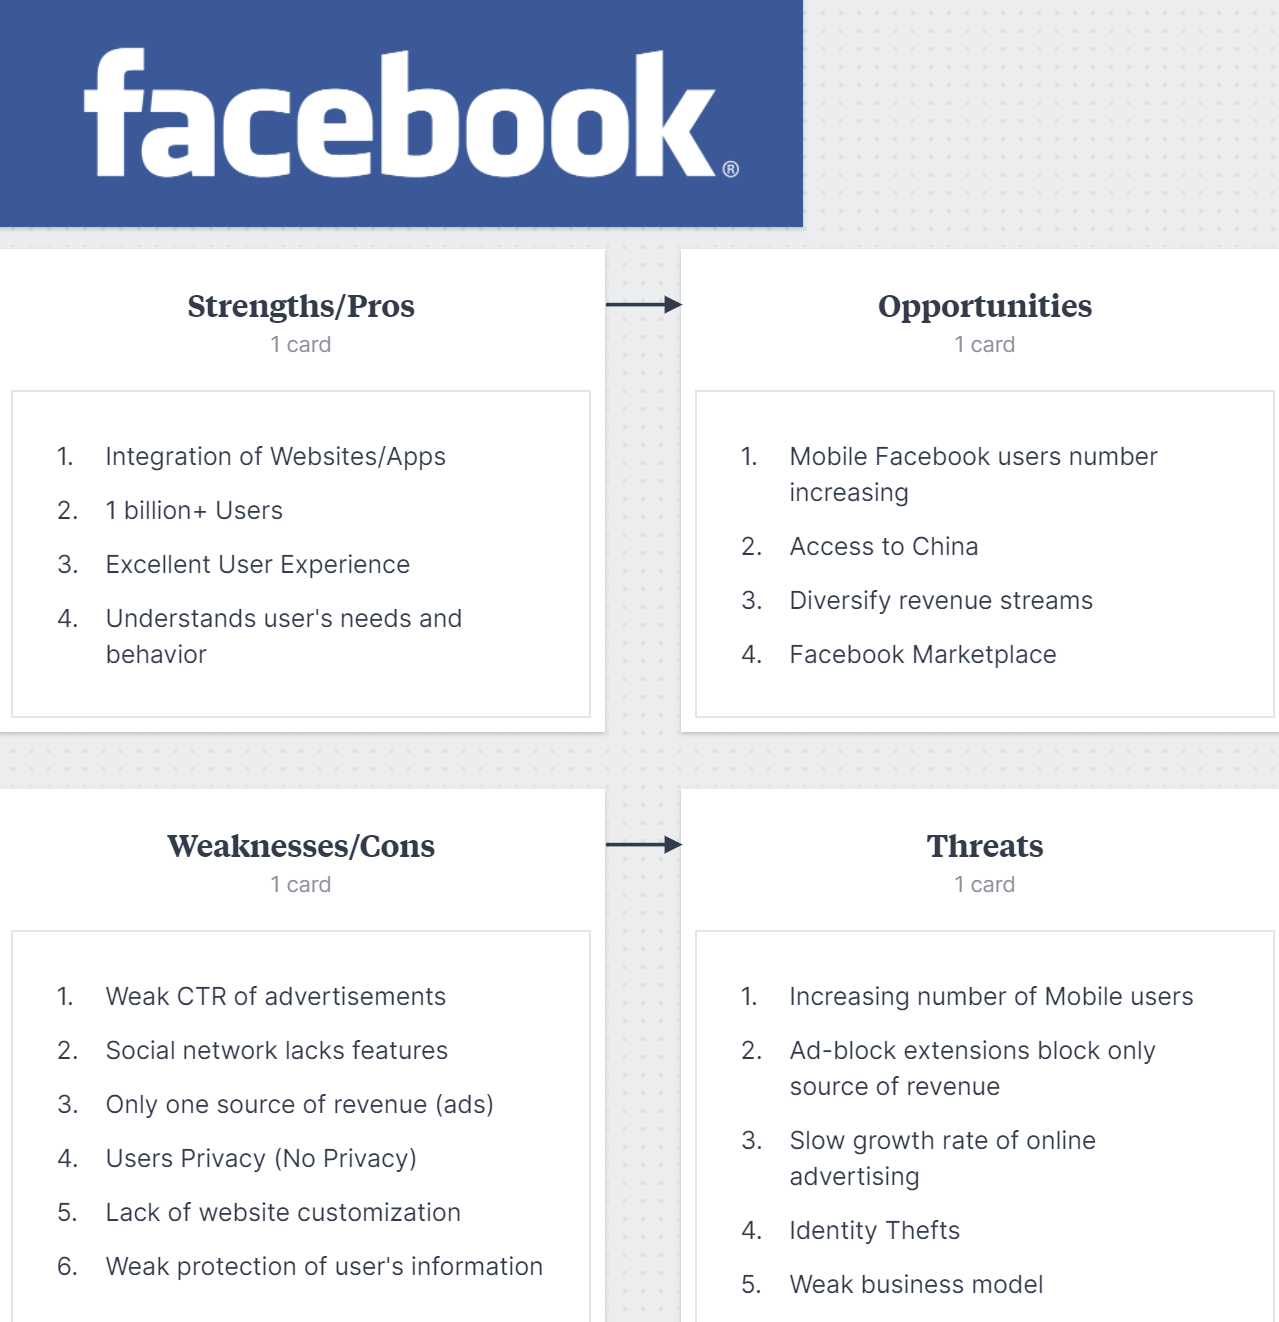 facebook®
Strengths/Pros
1 card
1. Integration of Websites/Apps
2. 1 billion+ Users
3. Excellent User Experience
4. Understands user's needs and
behavior
Opportunities
1 card
1. Mobile Facebook users number
increasing
2. Access to China
3. Diversify revenue streams
4. Facebook Marketplace
Weaknesses/Cons
1 card
1. Weak CTR of advertisements
2. Social network lacks features
3. Only one source of revenue (ads)
4. Users Privacy (No Privacy)
5. Lack of website customization
6. Weak protection of user's information
Threats
1 card
1. Increasing number of Mobile users
2. Ad-block extensions block only
source of revenue
3. Slow growth rate of online
advertising
4. Identity Thefts
5. Weak business model